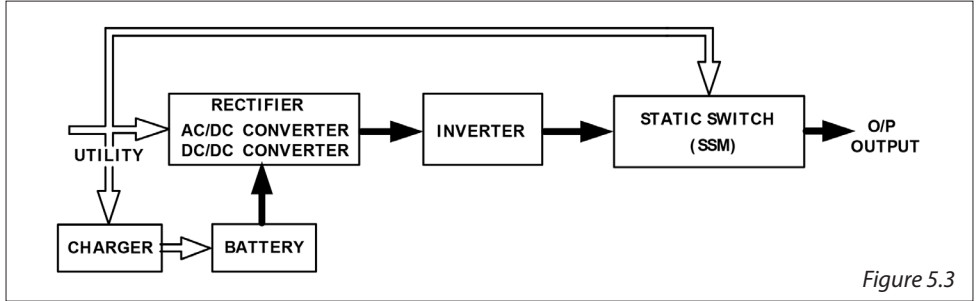 RECTIFIER
AC/DC CONVERTER
DC/DC CONVERTER
INVERTER
STATIC SWITCH
(SSM)
O/P
OUTPUT
UTILITY
CHARGER
BATTERY
Figure 5.3